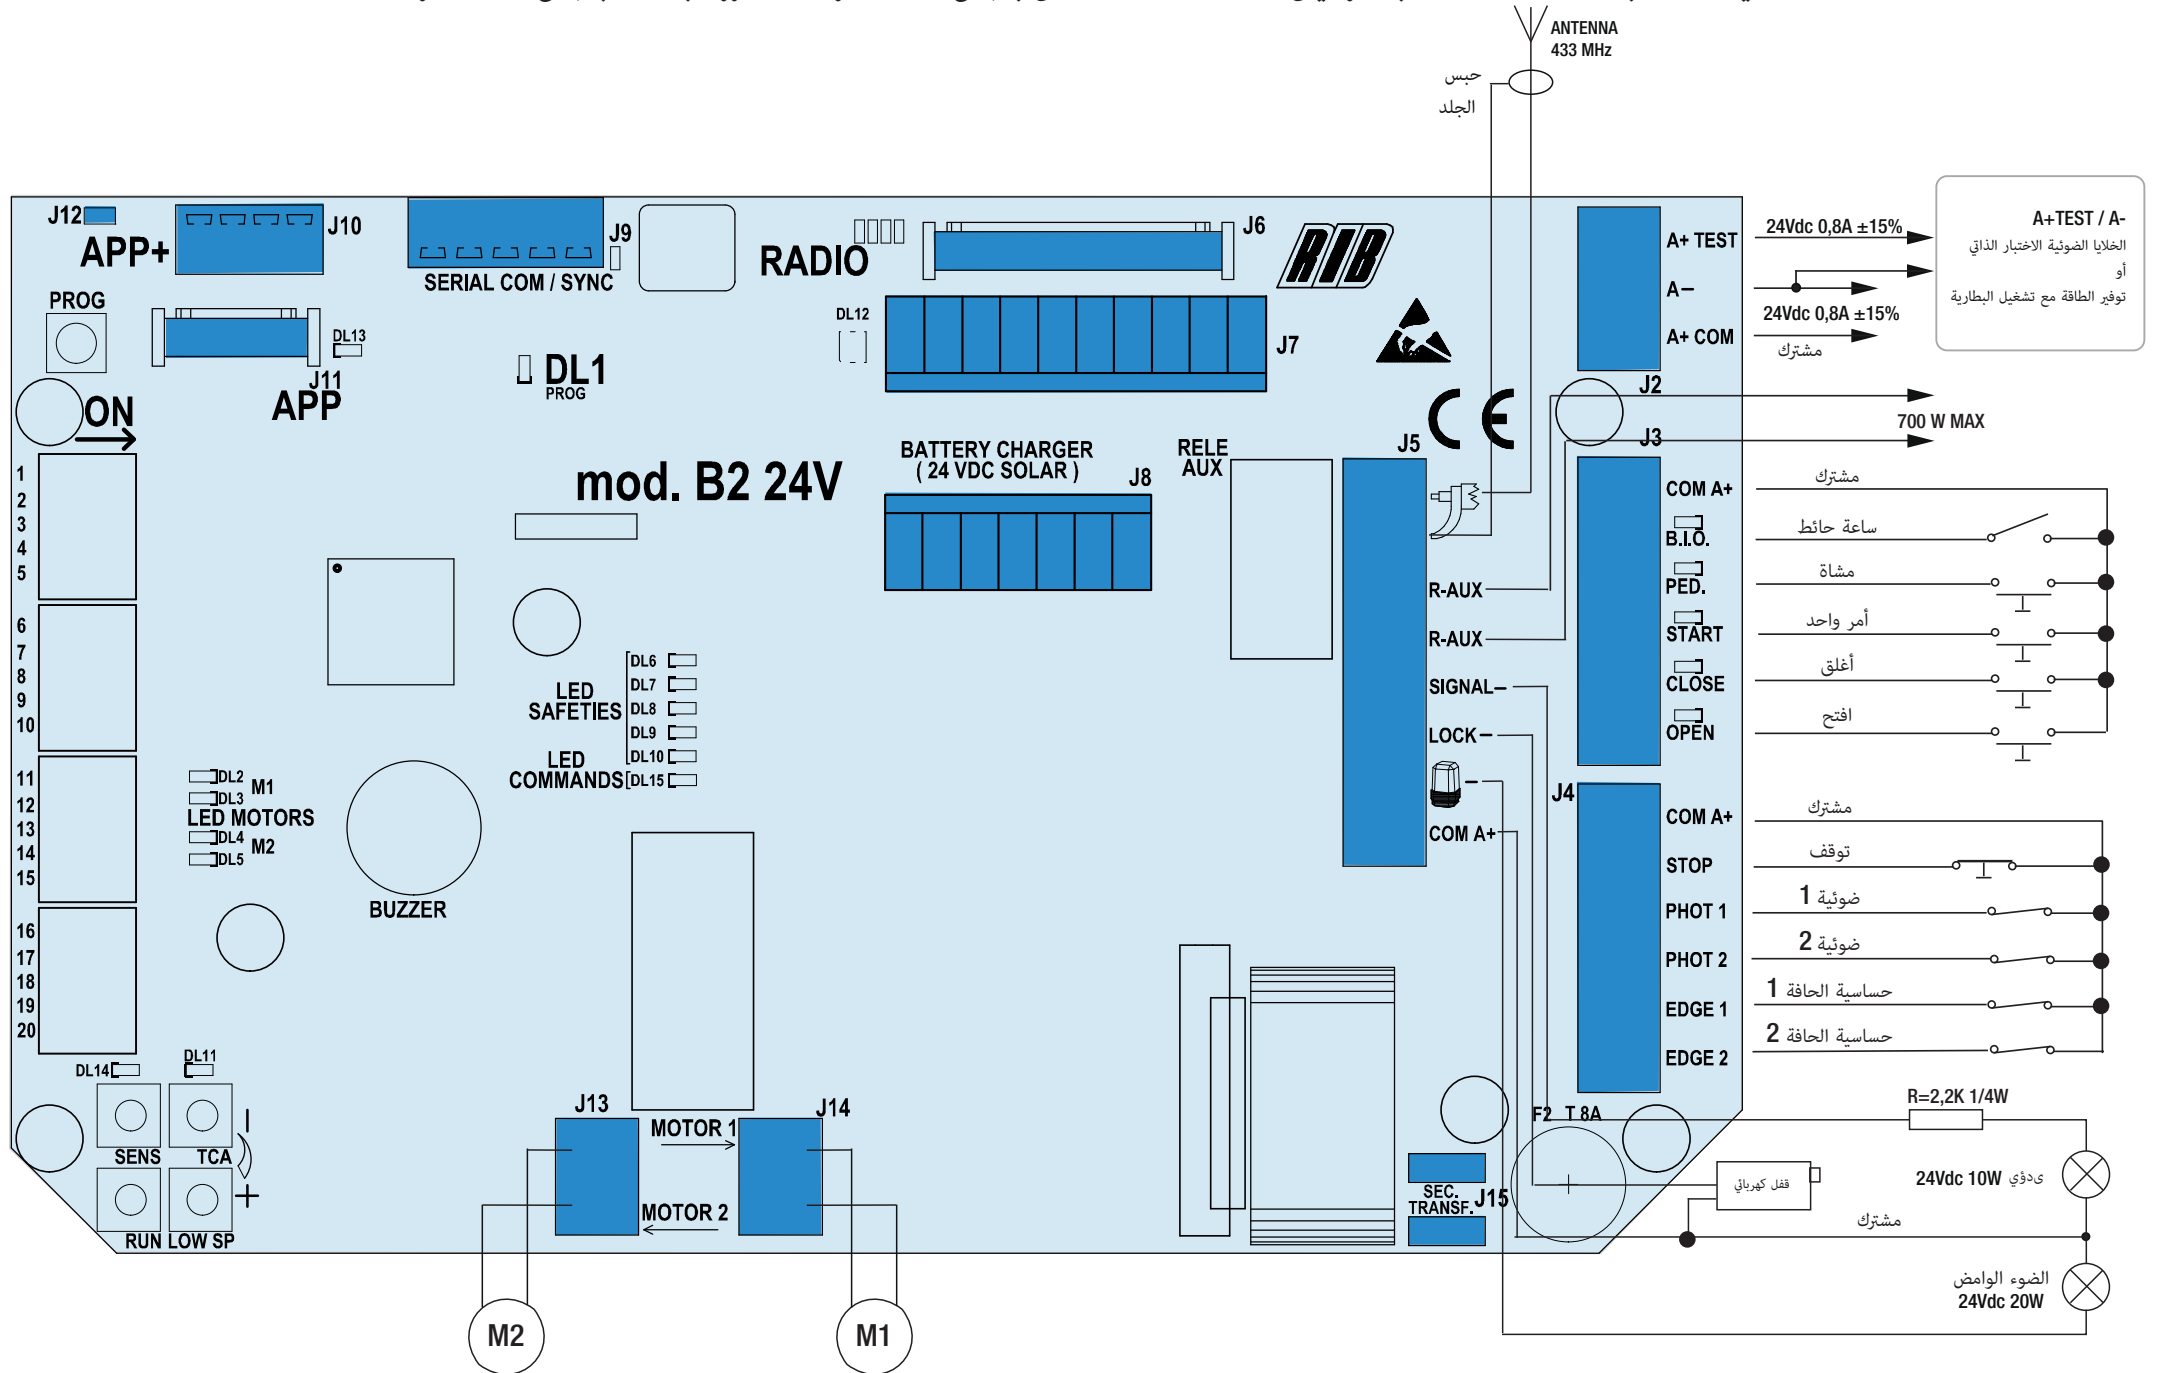 ANTENNA
433 MHz
حبس
الجلد
J12
APP+
J10
J9
SERIAL COM / SYNC
RADIO
J6
RIB
A+ TEST
24Vdc 0,8A ±15%
A+TEST / A-
الخلايا الضوئية الاختبار الذاتي
أو
توفير الطاقة مع تشغيل البطارية
A−
24Vdc 0,8A ±15%
A+ COM
مشترك
PROG
DL13
J11
APP
DL1
PROG
DL12
J7
CE
J2
ON
700 W MAX
J3
J5
BATTERY CHARGER
( 24 VDC SOLAR )
J8
RELE
AUX
mod. B2 24V
1
2
3
4
5
6
7
8
9
10
11
12
13
14
15
16
17
18
19
20
COM A+
مشترك
B.I.O.
ساعة حائط
PED.
مشاة
START
أمر واحد
CLOSE
أغلق
OPEN
افتح
R-AUX
R-AUX
SIGNAL−
LOCK−
−
COM A+
LED
SAFETIES
DL6
DL7
DL8
DL9
DL10
LED
COMMANDS
DL15
DL2
M1
DL3
LED MOTORS
DL4
M2
DL5
BUZZER
J4
COM A+
مشترك
STOP
توقف
PHOT 1
ضوئية 1
PHOT 2
ضوئية 2
EDGE 1
حساسية الحافة 1
EDGE 2
حساسية الحافة 2
DL14
DL11
SENS
TCA
−
+
RUN
LOW SP
J13
MOTOR 1
J14
MOTOR 2
SEC.
TRANSF.
J15
F2 T 8A
R=2,2K 1/4W
24Vdc 10W ىدؤي
قفل كهربائي
مشترك
الضوء الوامض
24Vdc 20W
M2
M1